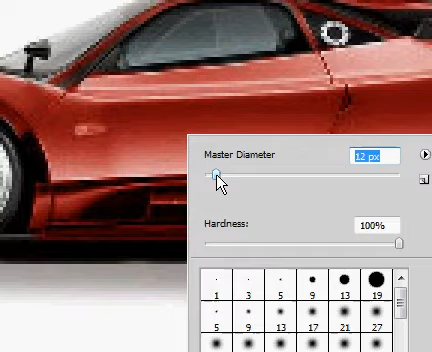 Master Diameter 12 px
Hardness: 100%
1 3 5 9 13 19
5 9 13 17 21 27